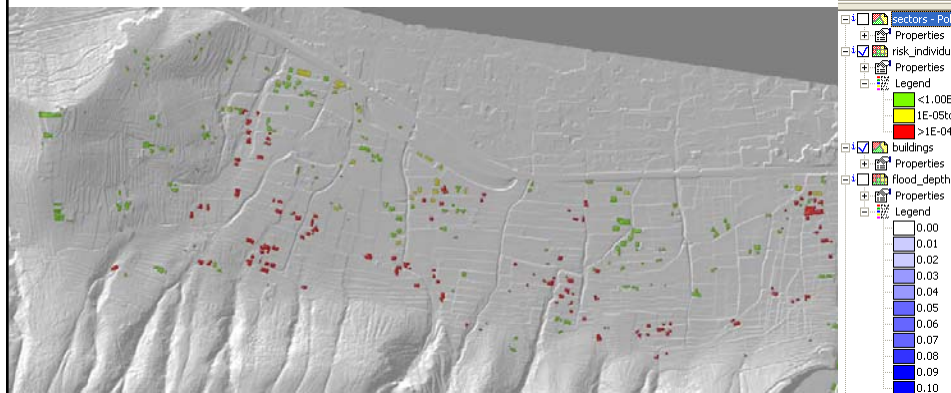 sectors - Po
Properties
risk_individu
Properties
Legend
<1.00E
1E-05to
>1E-04
buildings
Properties
flood_depth
Properties
Legend
0.00
0.01
0.02
0.03
0.04
0.05
0.06
0.07
0.08
0.09
0.10